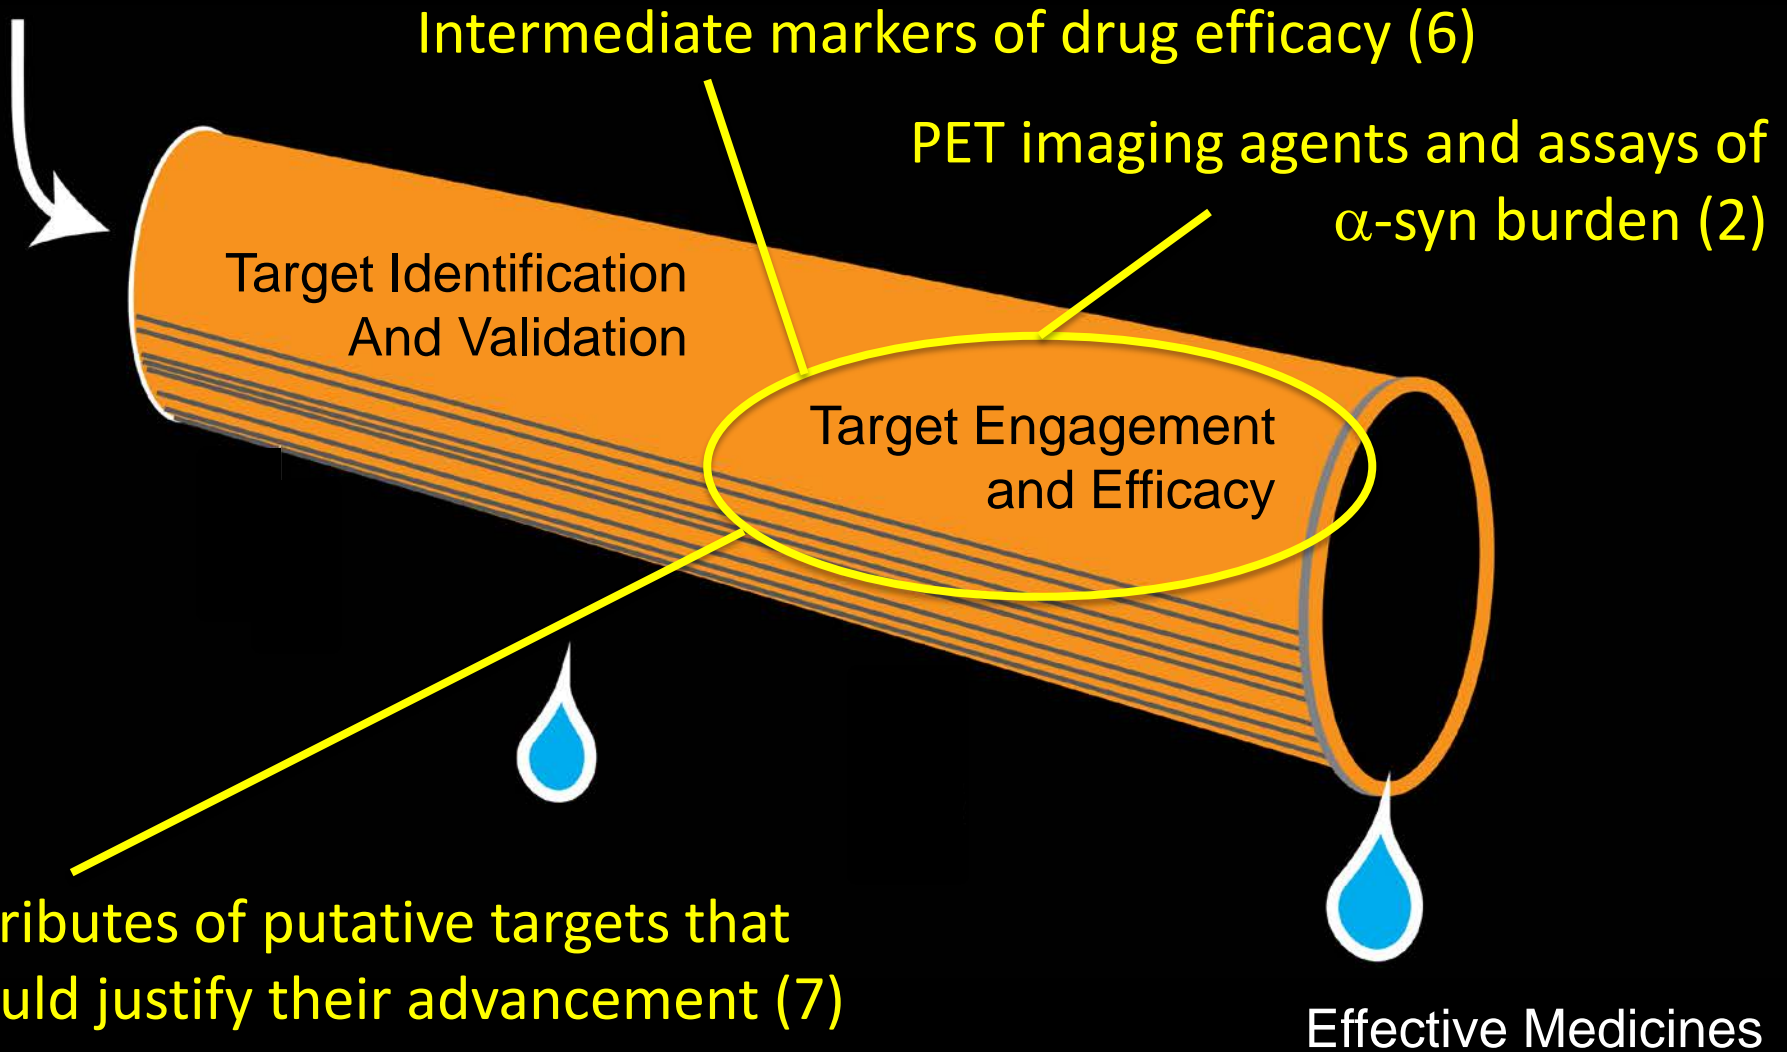 Intermediate markers of drug efficacy (6)
PET imaging agents and assays of
α-syn burden (2)
Target Identification
And Validation
Target Engagement
and Efficacy
ributes of putative targets that
uld justify their advancement (7)
Effective Medicines